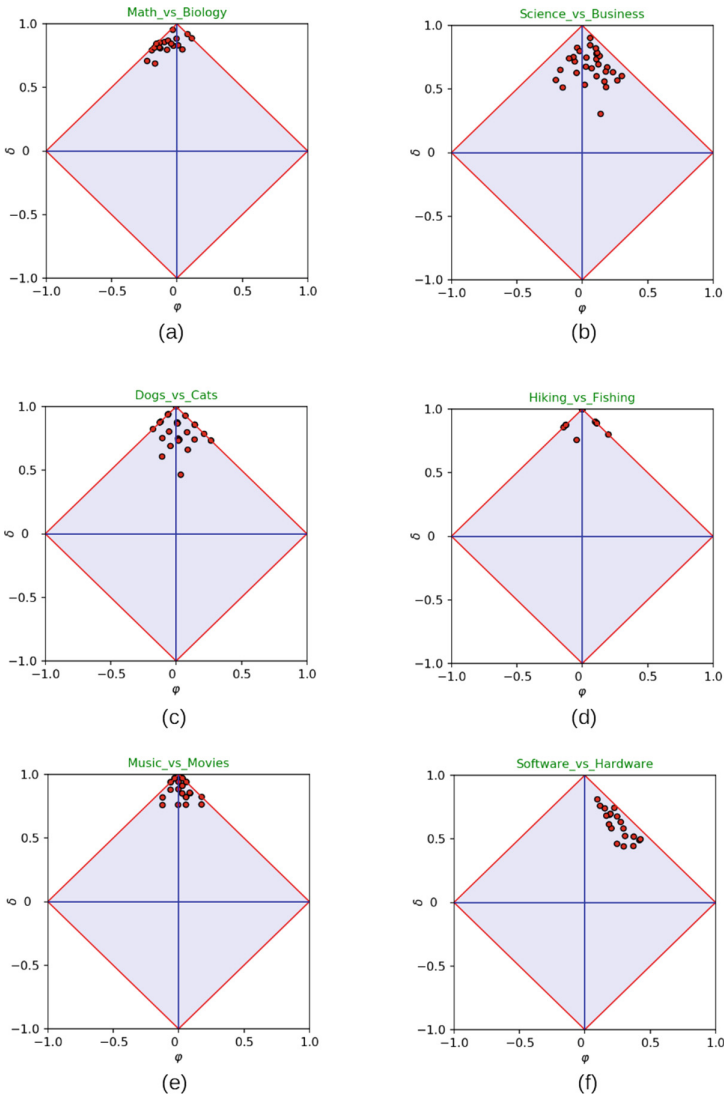 Math_vs_Biology
1.0
0.5
0
−0.5
−1.0
δ
−1.0 −0.5 0 0.5 1.0
φ
(a)
Science_vs_Business
1.0
0.5
0
−0.5
−1.0
δ
−1.0 −0.5 0 0.5 1.0
φ
(b)
Dogs_vs_Cats
1.0
0.5
0
−0.5
−1.0
δ
−1.0 −0.5 0 0.5 1.0
φ
(c)
Hiking_vs_Fishing
1.0
0.5
0
−0.5
−1.0
δ
−1.0 −0.5 0 0.5 1.0
φ
(d)
Music_vs_Movies
1.0
0.5
0
−0.5
−1.0
δ
−1.0 −0.5 0 0.5 1.0
φ
(e)
Software_vs_Hardware
1.0
0.5
0
−0.5
−1.0
δ
−1.0 −0.5 0 0.5 1.0
φ
(f)